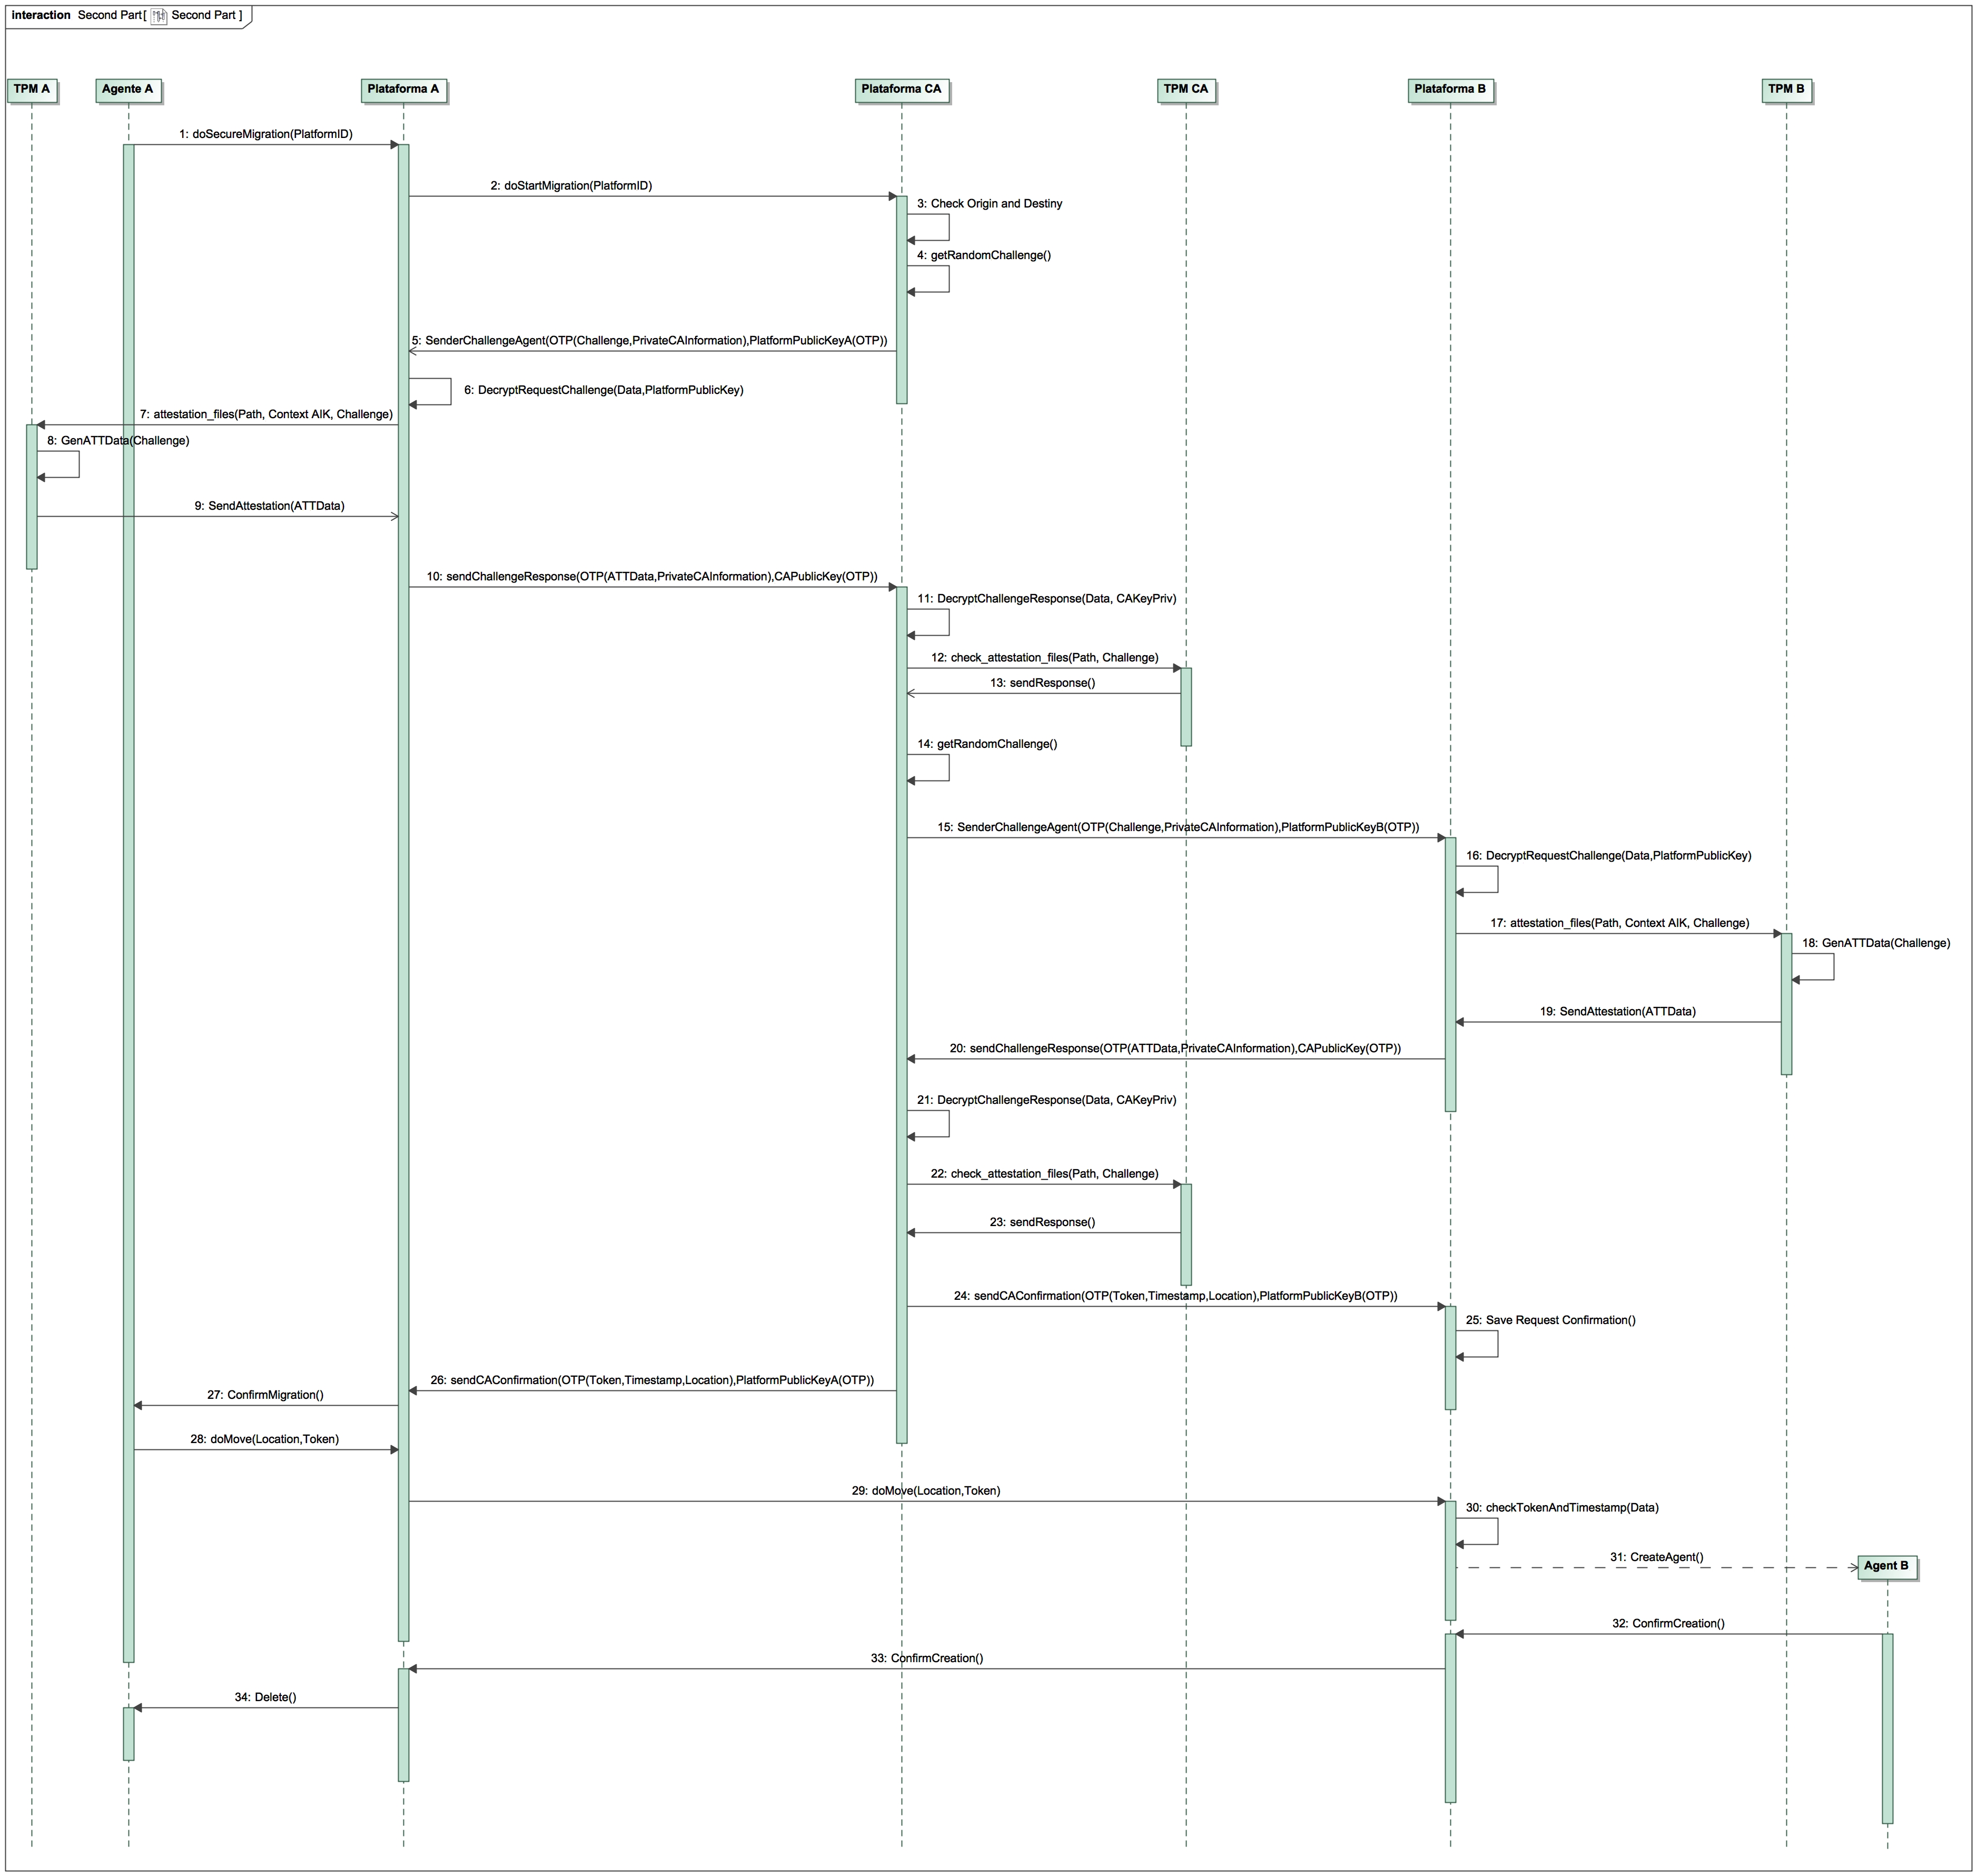 interaction Second Part[ Second Part ]
TPM A
Agente A
Plataforma A
Plataforma CA
TPM CA
Plataforma B
TPM B
1: doSecureMigration(PlatformID)
2: doStartMigration(PlatformID)
3: Check Origin and Destiny
4: getRandomChallenge()
5: SenderChallengeAgent(OTP(Challenge,PrivateCAInformation),PlatformPublicKeyA(OTP))
6: DecryptRequestChallenge(Data,PlatformPublicKey)
7: attestation_files(Path, Context AIK, Challenge)
8: GenATTData(Challenge)
9: SendAttestation(ATTData)
10: sendChallengeResponse(OTP(ATTData,PrivateCAInformation),CAPublicKey(OTP))
11: DecryptChallengeResponse(Data, CAKeyPriv)
12: check_attestation_files(Path, Challenge)
13: sendResponse()
14: getRandomChallenge()
15: SenderChallengeAgent(OTP(Challenge,PrivateCAInformation),PlatformPublicKeyB(OTP))
16: DecryptRequestChallenge(Data,PlatformPublicKey)
17: attestation_files(Path, Context AIK, Challenge)
18: GenATTData(Challenge)
19: SendAttestation(ATTData)
20: sendChallengeResponse(OTP(ATTData,PrivateCAInformation),CAPublicKey(OTP))
21: DecryptChallengeResponse(Data, CAKeyPriv)
22: check_attestation_files(Path, Challenge)
23: sendResponse()
24: sendCAConfirmation(OTP(Token,Timestamp,Location),PlatformPublicKeyB(OTP))
25: Save Request Confirmation()
26: sendCAConfirmation(OTP(Token,Timestamp,Location),PlatformPublicKeyA(OTP))
27: ConfirmMigration()
28: doMove(Location,Token)
29: doMove(Location,Token)
30: checkTokenAndTimestamp(Data)
31: CreateAgent()
Agent B
32: ConfirmCreation()
33: ConfirmCreation()
34: Delete()